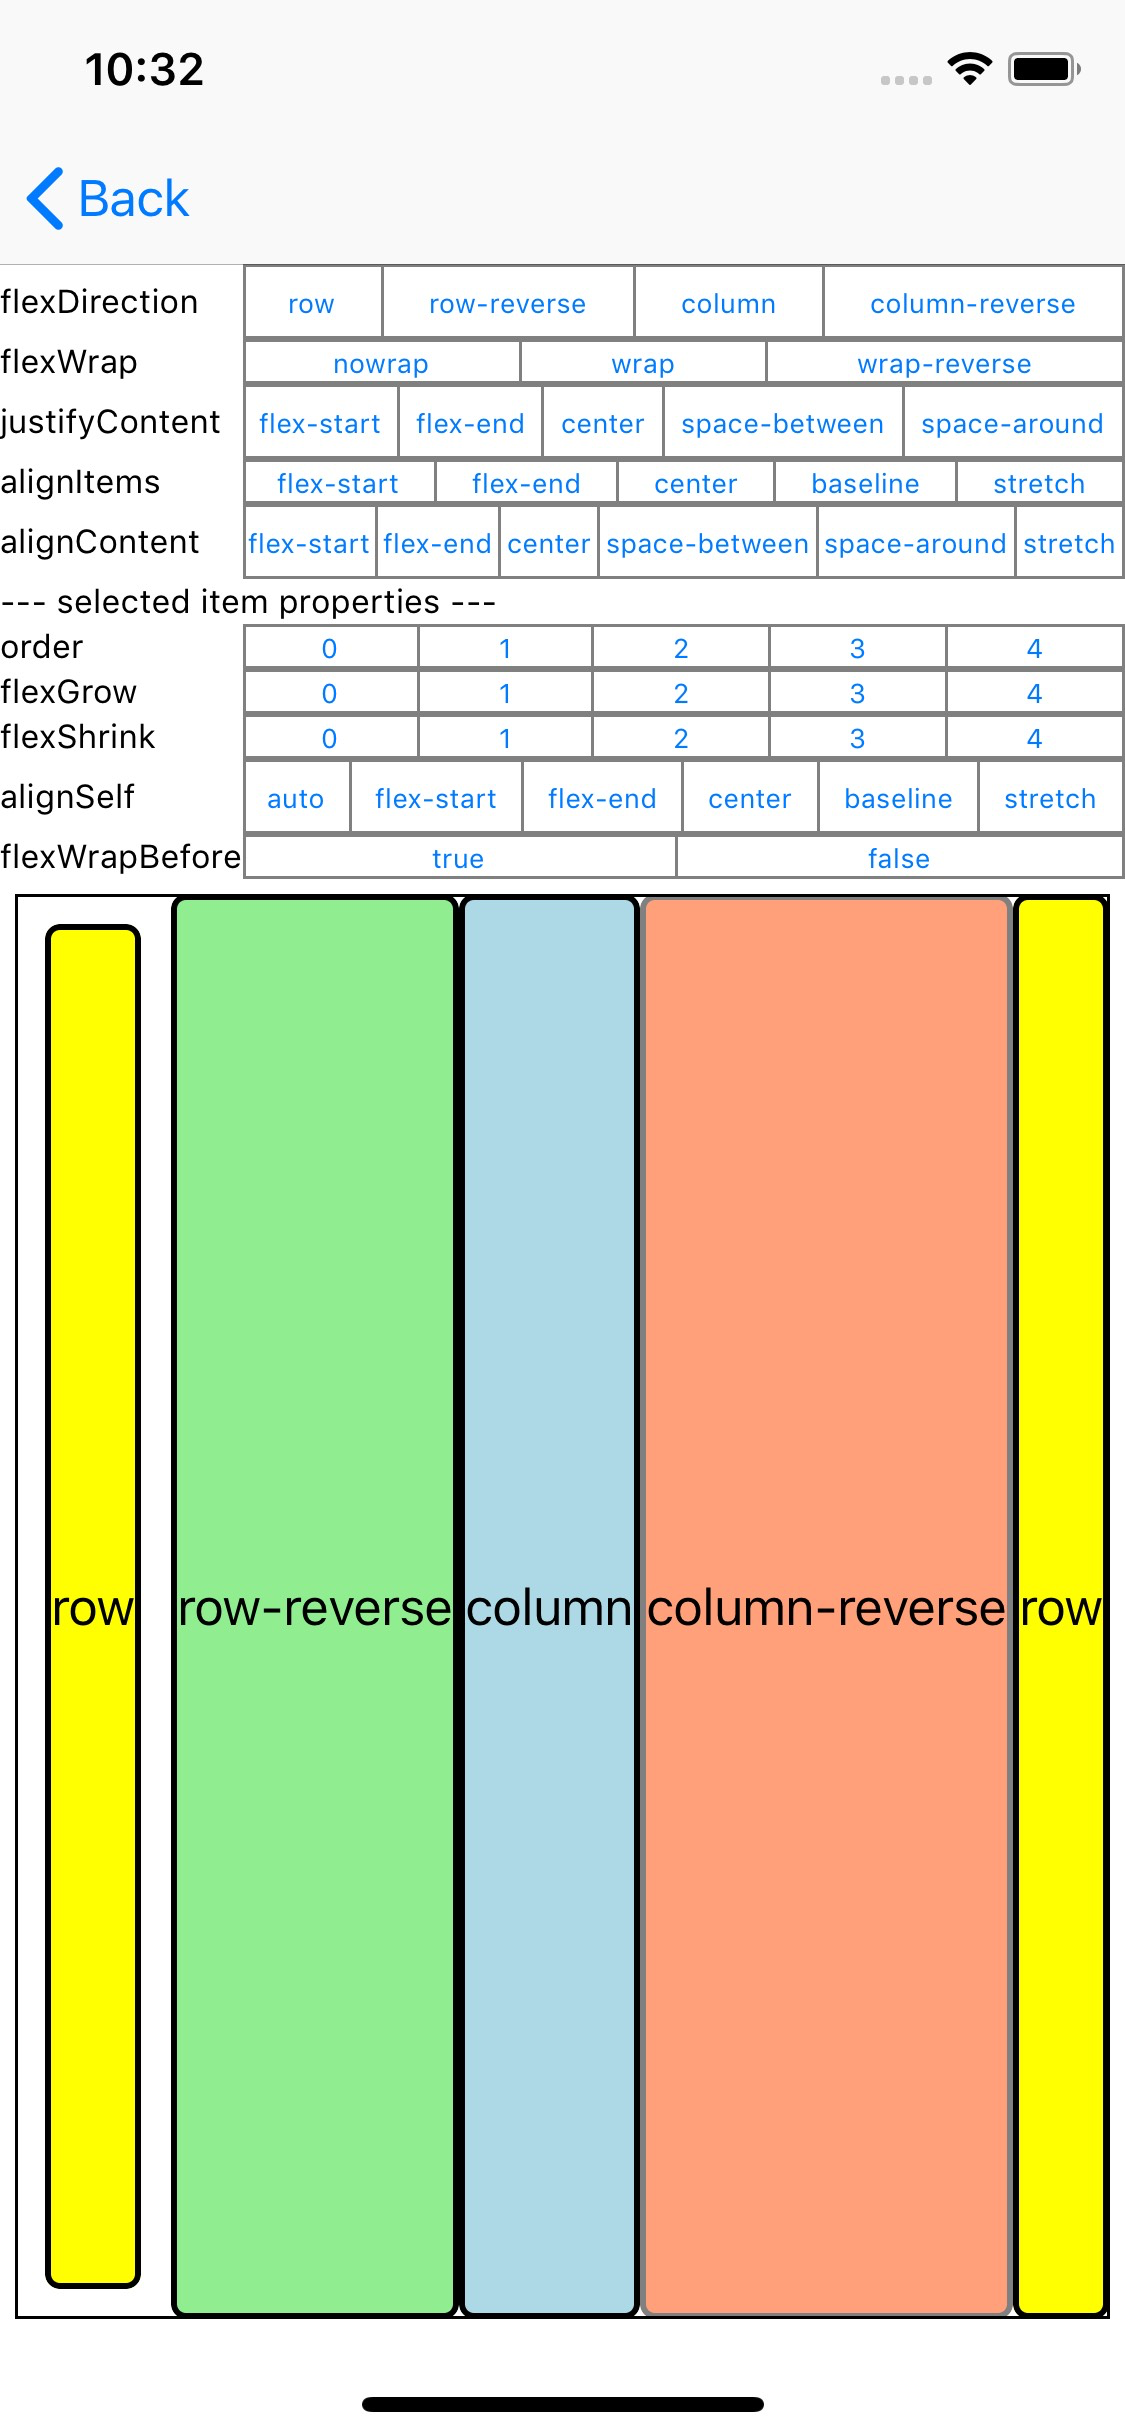 10:32
Back
flexDirection row row-reverse column column-reverse
flexWrap nowrap wrap wrap-reverse
justifyContent flex-start flex-end center space-between space-around
alignItems flex-start flex-end center baseline stretch
alignContent flex-start flex-end center space-between space-around stretch
--- selected item properties ---
order 0 1 2 3 4
flexGrow 0 1 2 3 4
flexShrink 0 1 2 3 4
alignSelf auto flex-start flex-end center baseline stretch
flexWrapBefore true false
row row-reverse column column-reverse row